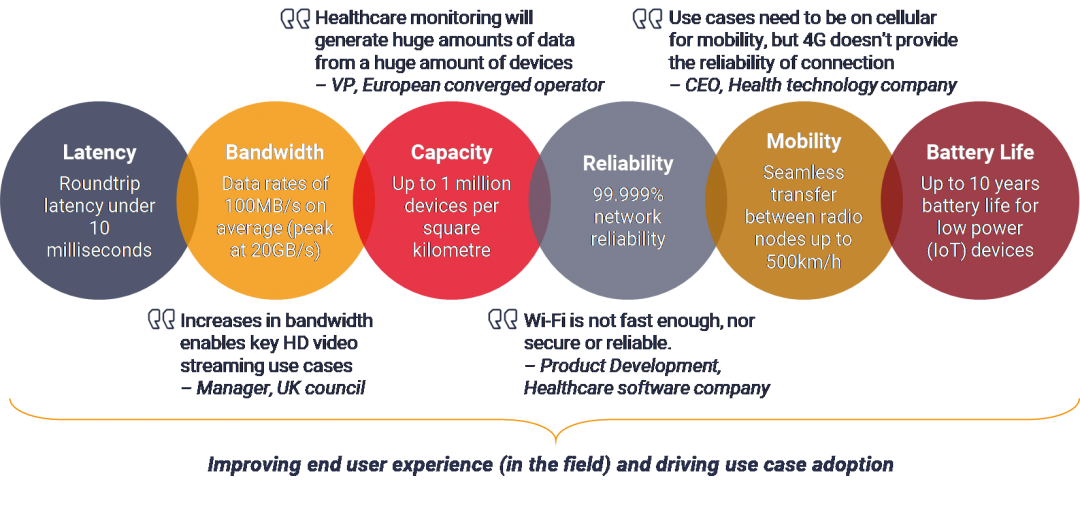 Healthcare monitoring will
generate huge amounts of data
from a huge amount of devices
– VP, European converged operator
Use cases need to be on cellular
for mobility, but 4G doesn't provide
the reliability of connection
– CEO, Health technology company
Latency
Roundtrip
latency under
10
milliseconds
Bandwidth
Data rates of
100MB/s on
average (peak
at 20GB/s)
Capacity
Up to 1 million
devices per
square
kilometre
Reliability
99.999%
network
reliability
Mobility
Seamless
transfer
between radio
nodes up to
500km/h
Battery Life
Up to 10 years
battery life for
low power
(IoT) devices
Increases in bandwidth
enables key HD video
streaming use cases
– Manager, UK council
Wi-Fi is not fast enough, nor
secure or reliable.
– Product Development,
Healthcare software company
Improving end user experience (in the field) and driving use case adoption